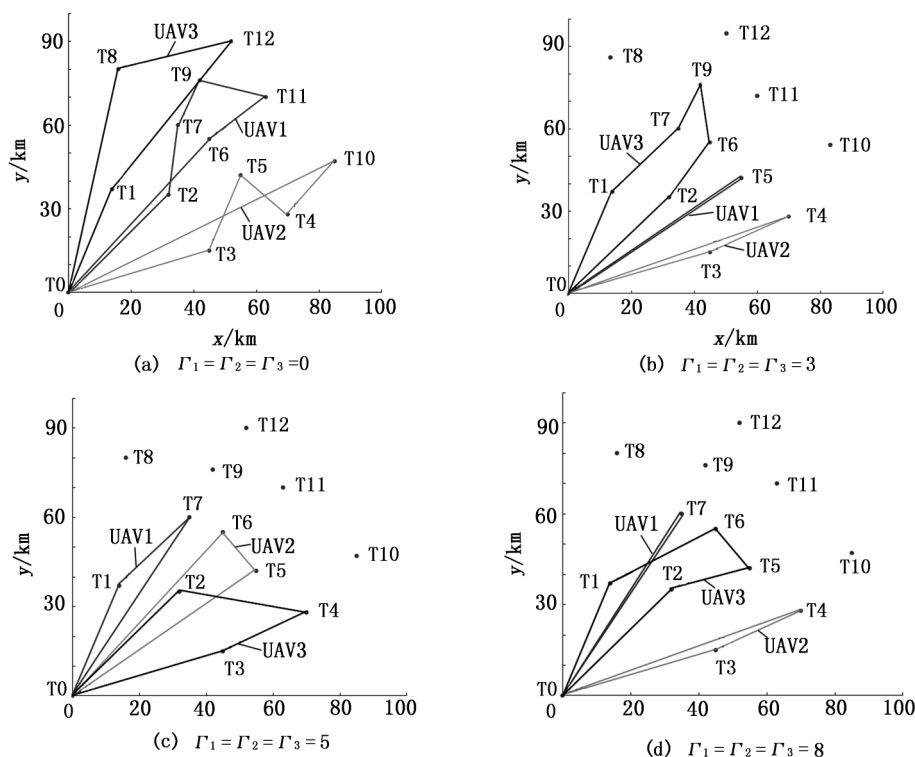 90
60
30
y/km
T0
0
20
40
60
80
100
x/km
T8
UAV3
T12
T9
T11
T7
UAV1
T6
T5
T10
T1
T2
T4
UAV2
T3
(a) Γ₁=Γ₂=Γ₃=0
90
60
30
y/km
T0
0
20
40
60
80
100
x/km
T12
T8
T9
T11
T7
UAV3
T6
T10
T1
T2
T5
UAV1
T4
UAV2
T3
(b) Γ₁=Γ₂=Γ₃=3
90
60
30
y/km
T0
0
20
40
60
80
100
T12
T8
T9
T11
T7
T6
UAV1
UAV2
T10
T1
T2
T5
T4
T3
UAV3
(c) Γ₁=Γ₂=Γ₃=5
90
60
30
y/km
T0
0
20
40
60
80
100
T12
T8
T9
T11
T7
T6
UAV1
T10
T1
T2
T5
UAV3
T4
UAV2
T3
(d) Γ₁=Γ₂=Γ₃=8